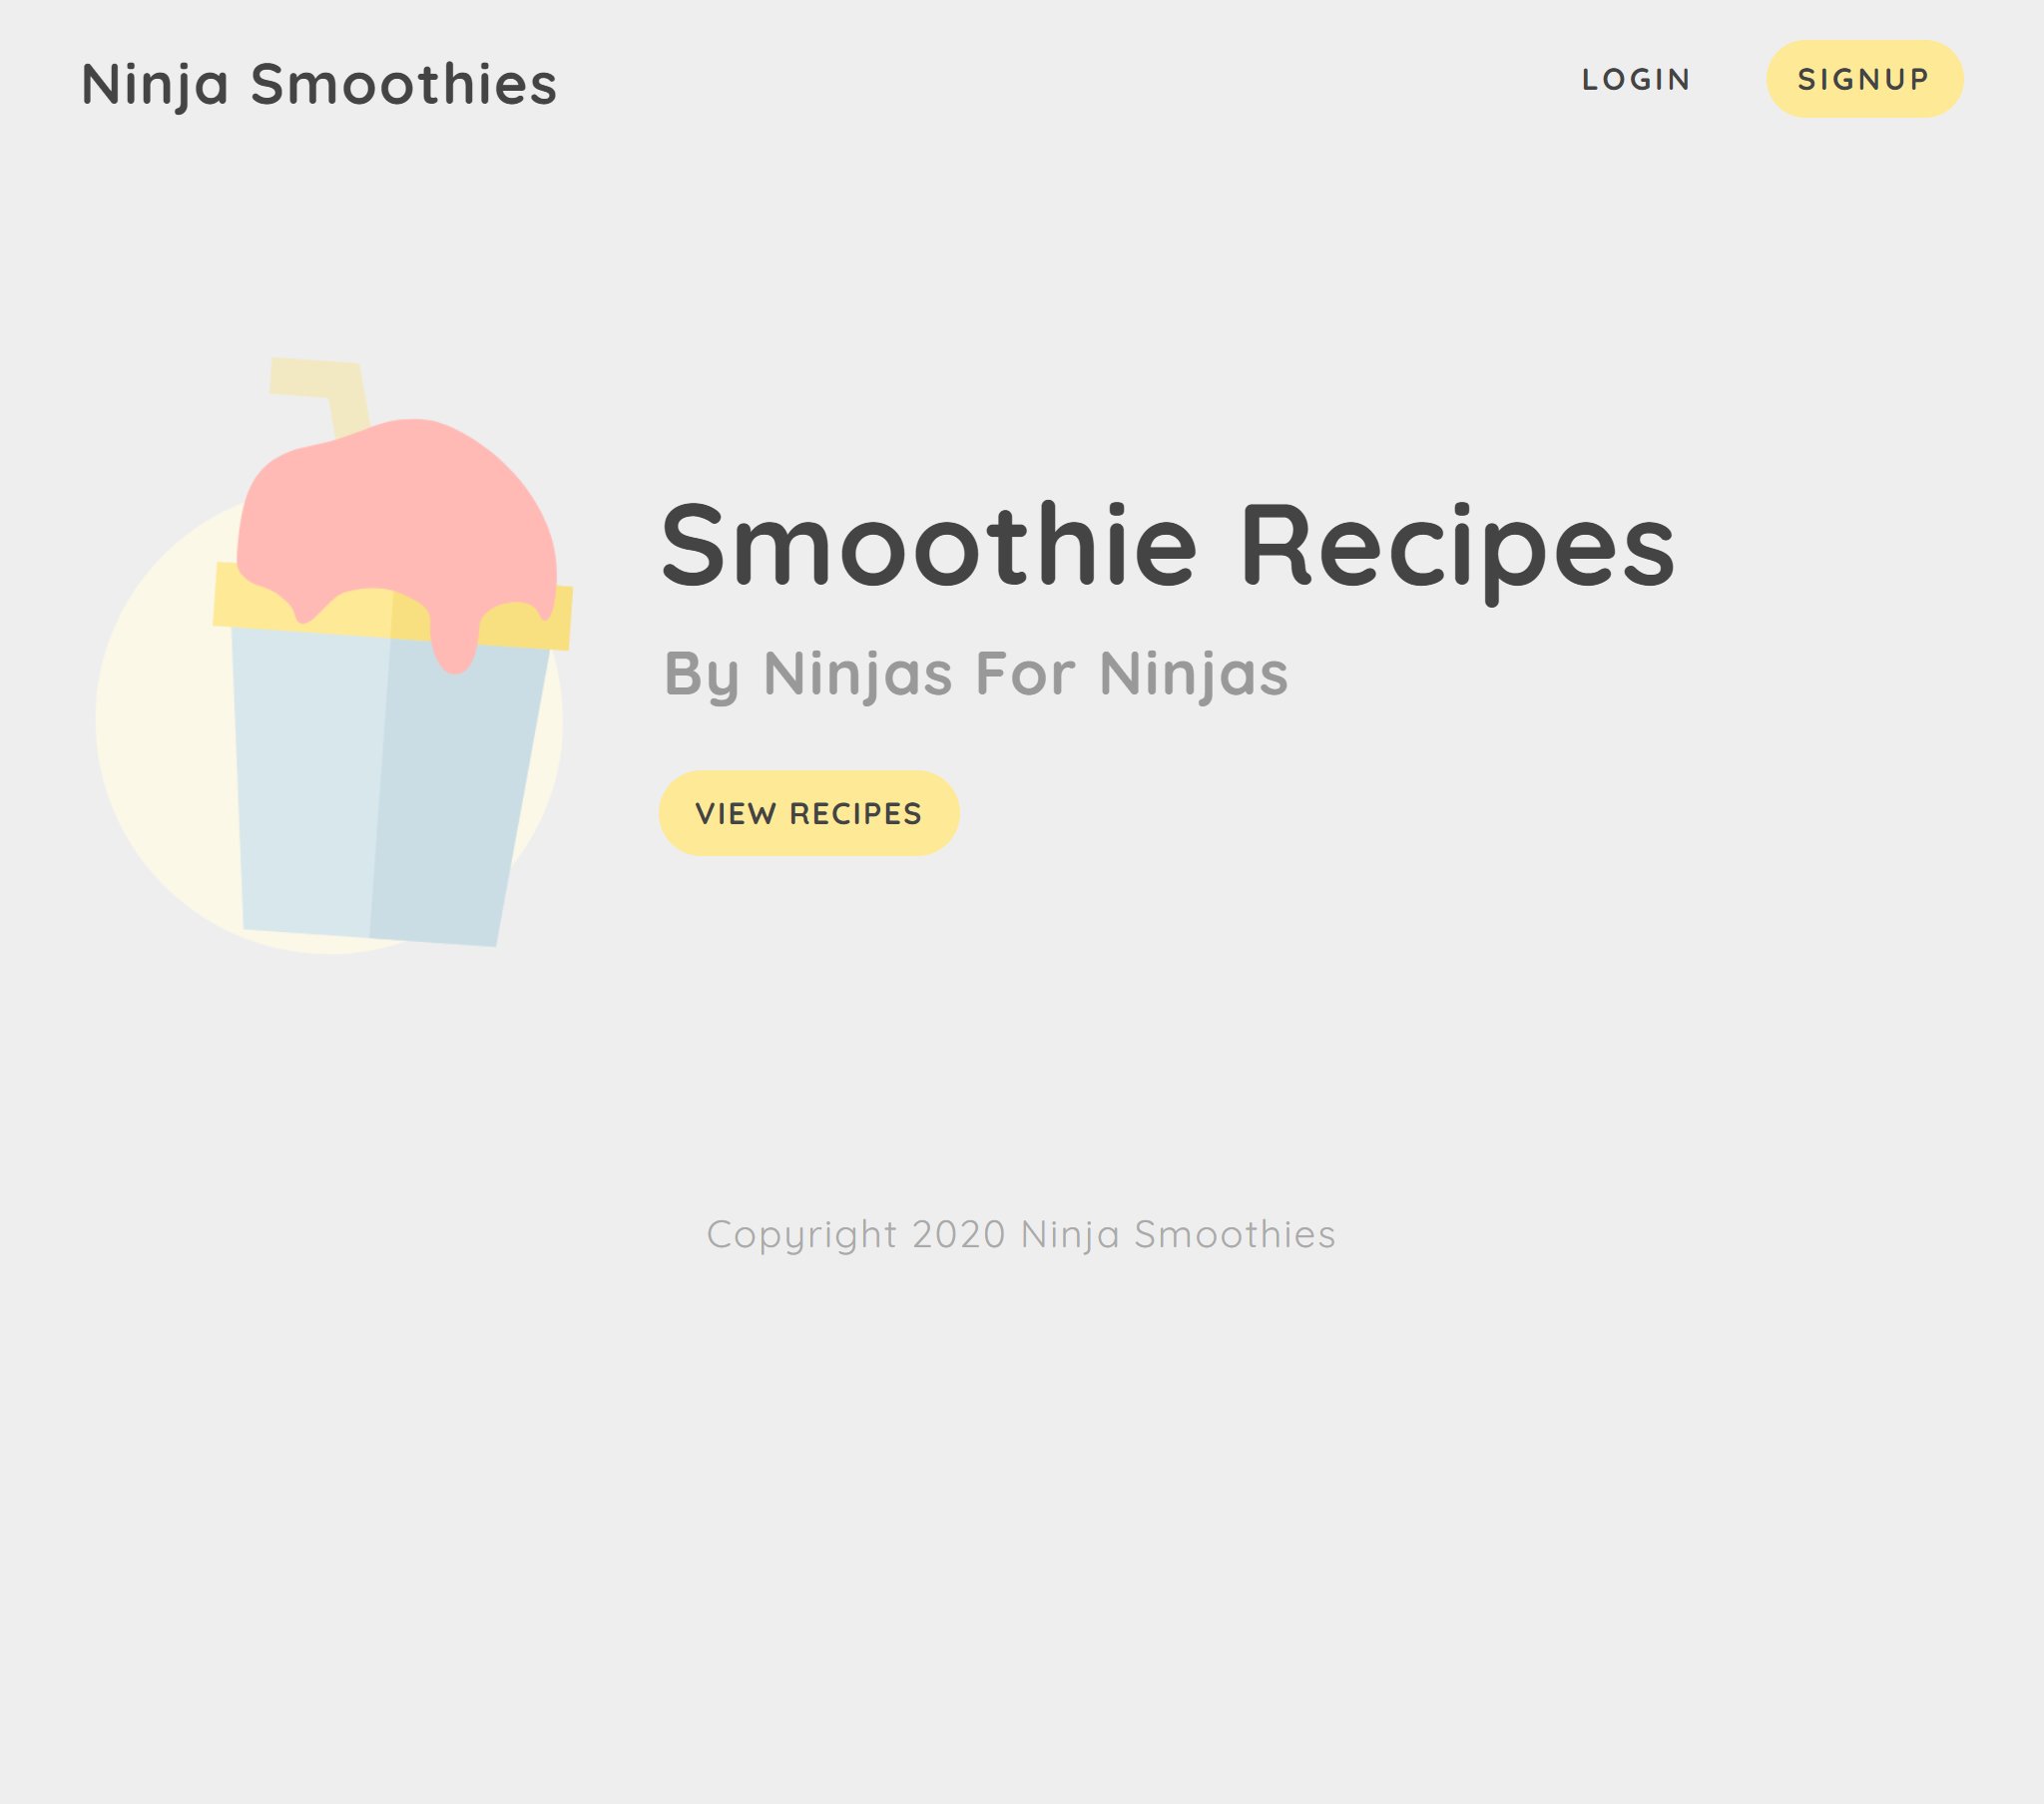 Ninja Smoothies
LOGIN
SIGNUP
Smoothie Recipes
By Ninjas For Ninjas
VIEW RECIPES
Copyright 2020 Ninja Smoothies